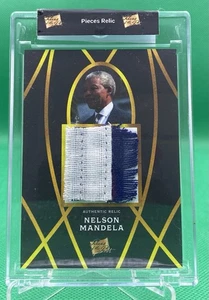 Pieces Relic
AUTHENTIC RELIC
NELSON
MANDELA